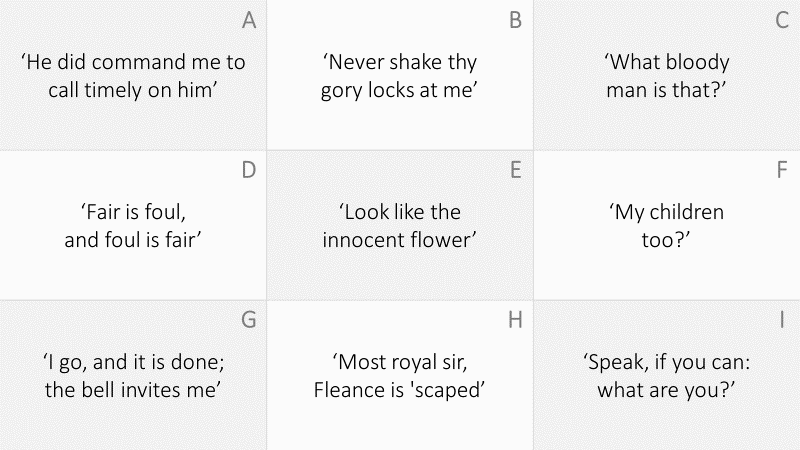 A
‘He did command me to
call timely on him’
B
‘Never shake thy
gory locks at me’
C
‘What bloody
man is that?’
D
‘Fair is foul,
and foul is fair’
E
‘Look like the
innocent flower’
F
‘My children
too?’
G
‘I go, and it is done;
the bell invites me’
H
‘Most royal sir,
Fleance is 'scaped’
I
‘Speak, if you can:
what are you?’